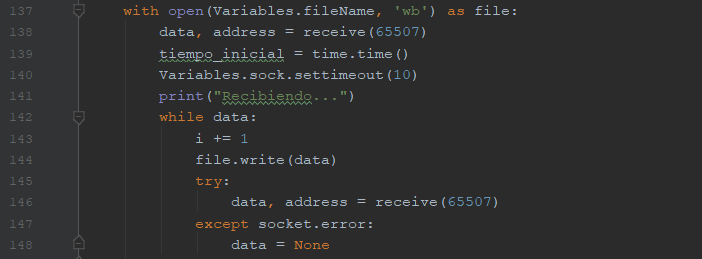 137 with open(Variables.fileName, 'wb') as file:
138 data, address = receive(65507)
139 tiempo_inicial = time.time()
140 Variables.sock.settimeout(10)
141 print("Recibiendo...")
142 while data:
143 i += 1
144 file.write(data)
145 try:
146 data, address = receive(65507)
147 except socket.error:
148 data = None